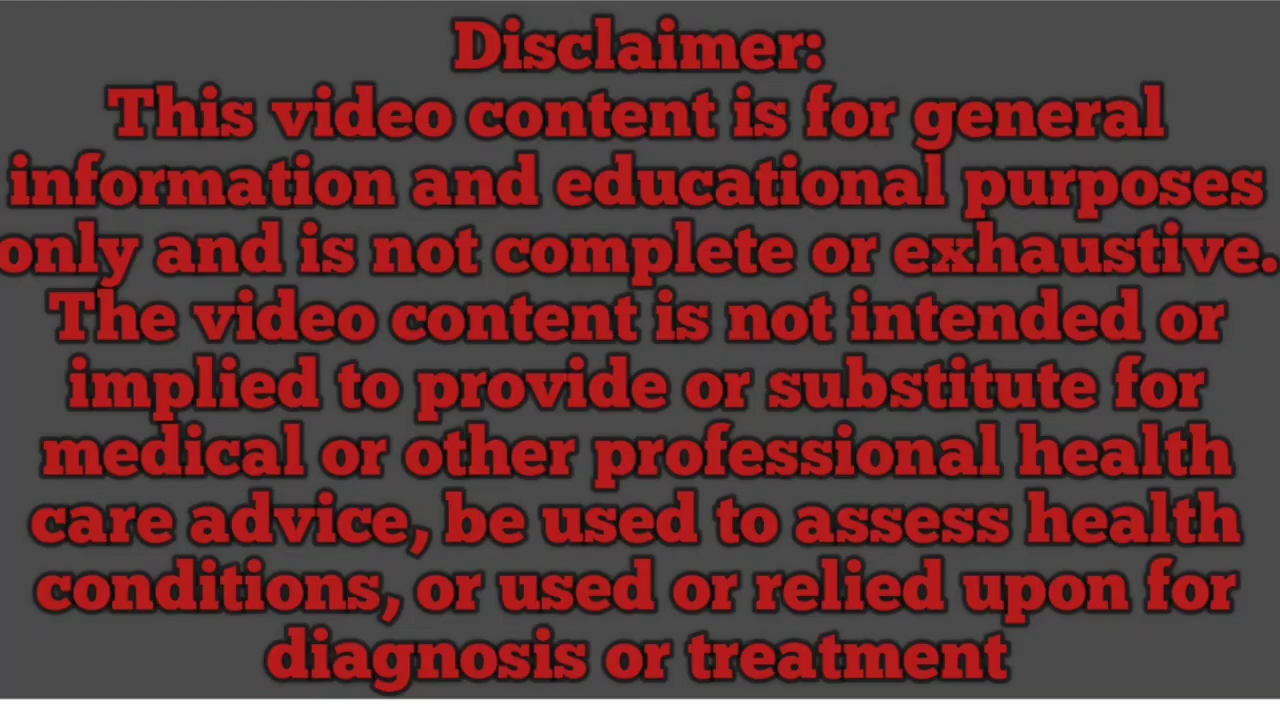 Disclaimer:
This video content is for general
information and educational purposes
only and is not complete or exhaustive.
The video content is not intended or
implied to provide or substitute for
medical or other professional health
care advice, be used to assess health
conditions, or used or relied upon for
diagnosis or treatment